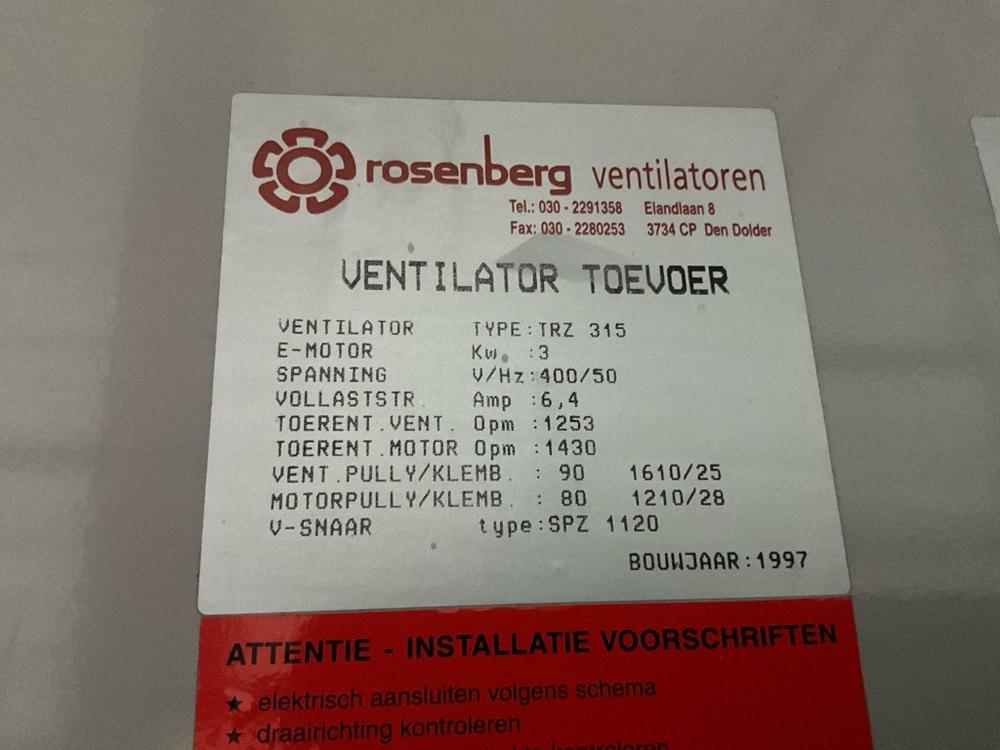 rosenberg ventilatoren
Tel.: 030 - 2291358 Elandlaan 8
Fax: 030 - 2280253 3734 CP Den Dolder
VENTILATOR TOEVOER
VENTILATOR TYPE:TRZ 315
E-MOTOR Kw. :3
SPANNING V/Hz:400/50
VOLLASTSTR. Amp :6,4
TOERENT.VENT. Opm :1253
TOERENT.MOTOR Opm :1430
VENT.PULLY/KLEMB. : 90 1610/25
MOTORPULLY/KLEMB. : 80 1210/28
V-SNAAR type:SPZ 1120
BOUWJAAR:1997
ATTENTIE - INSTALLATIE VOORSCHRIFTEN
★ elektrisch aansluiten volgens schema
★ draairichting kontroleren
kontroleren